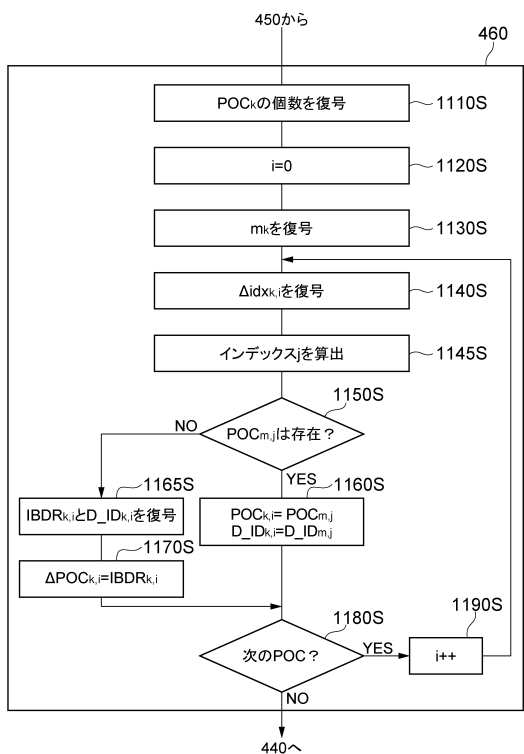 450から
460
POCkの個数を復号
1110S
i=0
1120S
mkを復号
1130S
Δidxk,iを復号
1140S
インデックスjを算出
1145S
1150S
POCm,jは存在？
NO
YES
1165S
IBDRk,iとD_IDk,iを復号
1160S
POCk,i= POCm,j
D_IDk,i=D_IDm,j
1170S
ΔPOCk,i=IBDRk,i
1180S
次のPOC？
YES
1190S
i++
NO
440へ